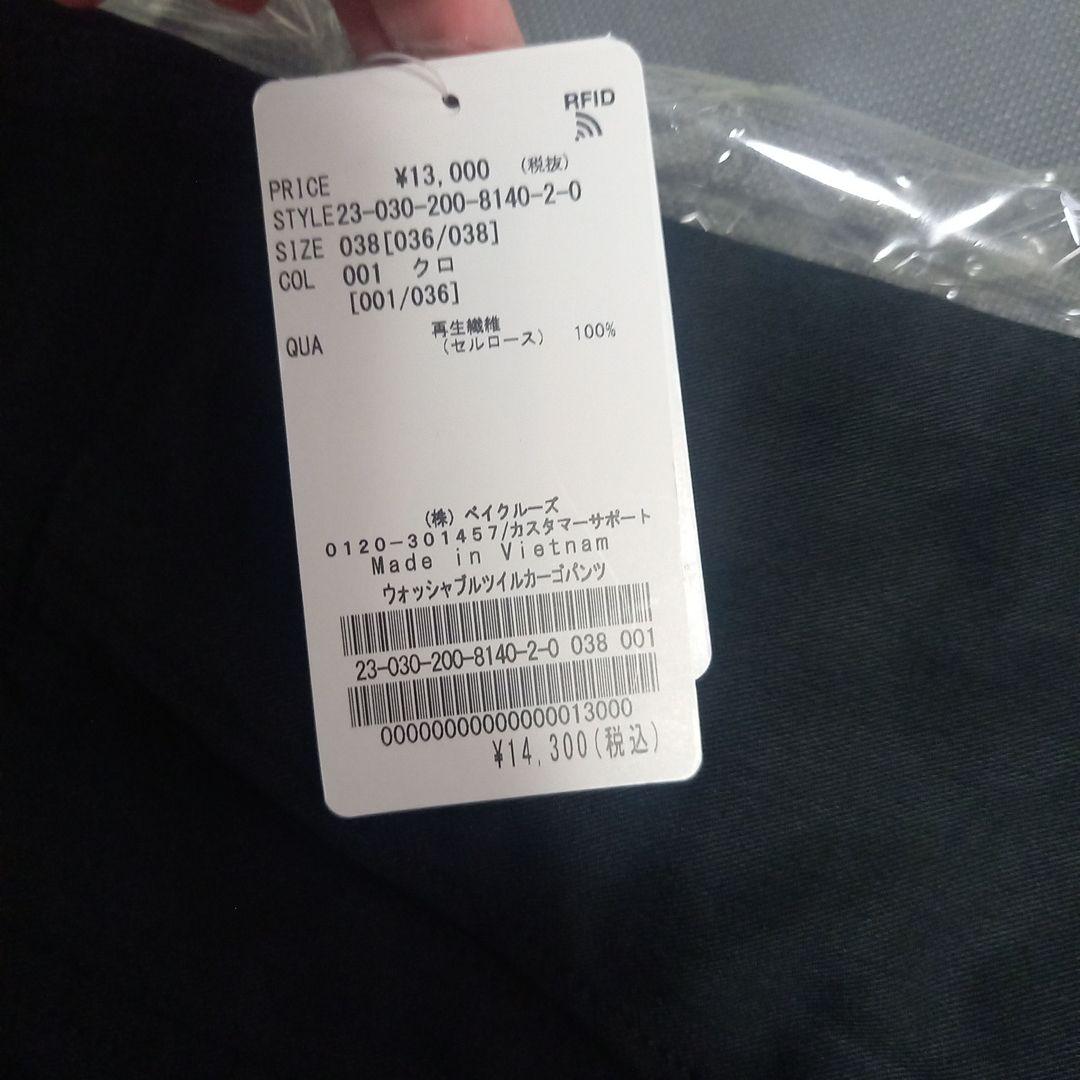 RFID
PRICE ¥13,000 (税抜)
STYLE 23-030-200-8140-2-0
SIZE 038[036/038]
COL 001 クロ
[001/036]
QUA 再生繊維
(セルロース) 100%
(株) ベイクルーズ
0120-301457/カスタマーサポート
Made in Vietnam
ウォッシャブルツイルカーゴパンツ
23-030-200-8140-2-0 038 001
00000000000000013000
¥14,300(税込)